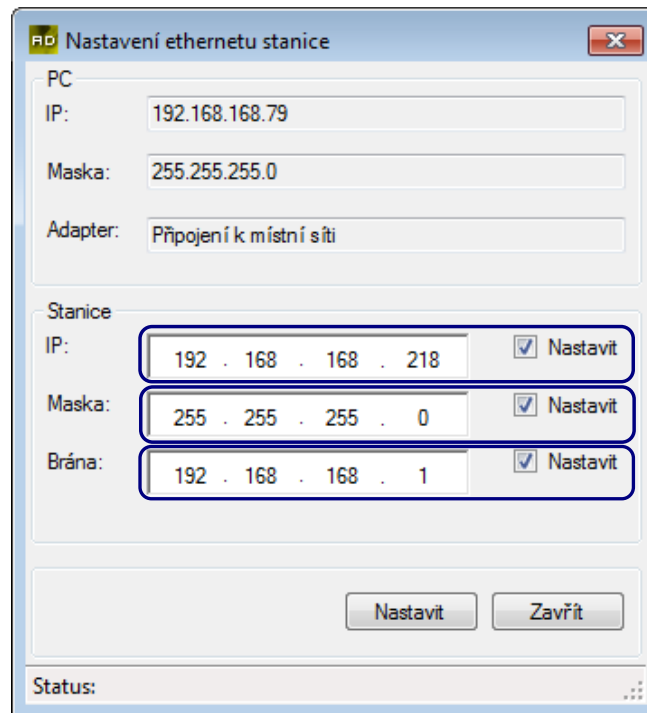 AD Nastavení ethernetu stanice
PC
IP: 192.168.168.79
Maska: 255.255.255.0
Adapter: Připojení k místní síti
Stanice
IP: 192 . 168 . 168 . 218 Nastavit
Maska: 255 . 255 . 255 . 0 Nastavit
Brána: 192 . 168 . 168 . 1 Nastavit
Nastavit Zavřít
Status: